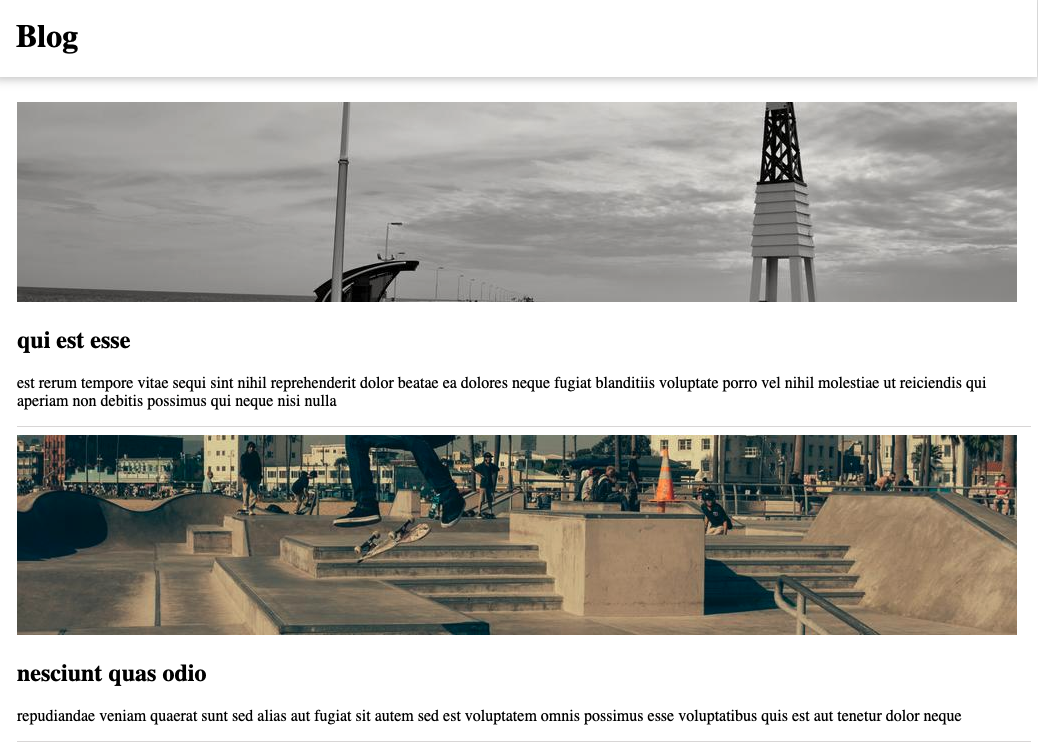 Blog
qui est esse
est rerum tempore vitae sequi sint nihil reprehenderit dolor beatae ea dolores neque fugiat blanditiis voluptate porro vel nihil molestiae ut reiciendis qui
aperiam non debitis possimus qui neque nisi nulla
nesciunt quas odio
repudiandae veniam quaerat sunt sed alias aut fugiat sit autem sed est voluptatem omnis possimus esse voluptatibus quis est aut tenetur dolor neque